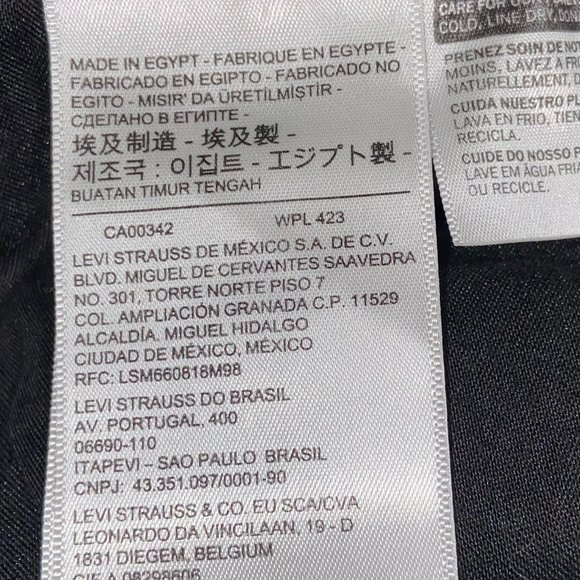 MADE IN EGYPT - FABRIQUE EN EGYPTE -
FABRICADO EN EGIPTO - FABRICADO NO
EGITO - MISIR' DA ÜRETİLMİŞTİR -
СДЕЛАНО В ЕГИПТЕ -
埃及制造 - 埃及製 -
제조국 : 이집트 - エジプト製 -
BUATAN TIMUR TENGAH
CA00342 WPL 423
LEVI STRAUSS DE MÉXICO S.A. DE C.V.
BLVD. MIGUEL DE CERVANTES SAAVEDRA
NO. 301, TORRE NORTE PISO 7
COL. AMPLIACIÓN GRANADA C.P. 11529
ALCALDÍA. MIGUEL HIDALGO
CIUDAD DE MÉXICO, MÉXICO
RFC: LSM660818M98
LEVI STRAUSS DO BRASIL
AV. PORTUGAL, 400
06690-110
ITAPEVI – SAO PAULO BRASIL
CNPJ: 43.351.097/0001-90
LEVI STRAUSS & CO. EU SCA/CVA
LEONARDO DA VINCILAAN, 19 - D
1831 DIEGEM, BELGIUM
CIF A 08298606
CARE FOR
COLD, LINE DRY,
PRENEZ SOIN DE
MOINS, LAVEZ À
NATURELLEMENT,
CUIDA NUESTRO
LAVA EN FRIO,
RECICLA.
CUIDE DO NOSSO
LAVE EM ÁGUA
OU RECICLE.